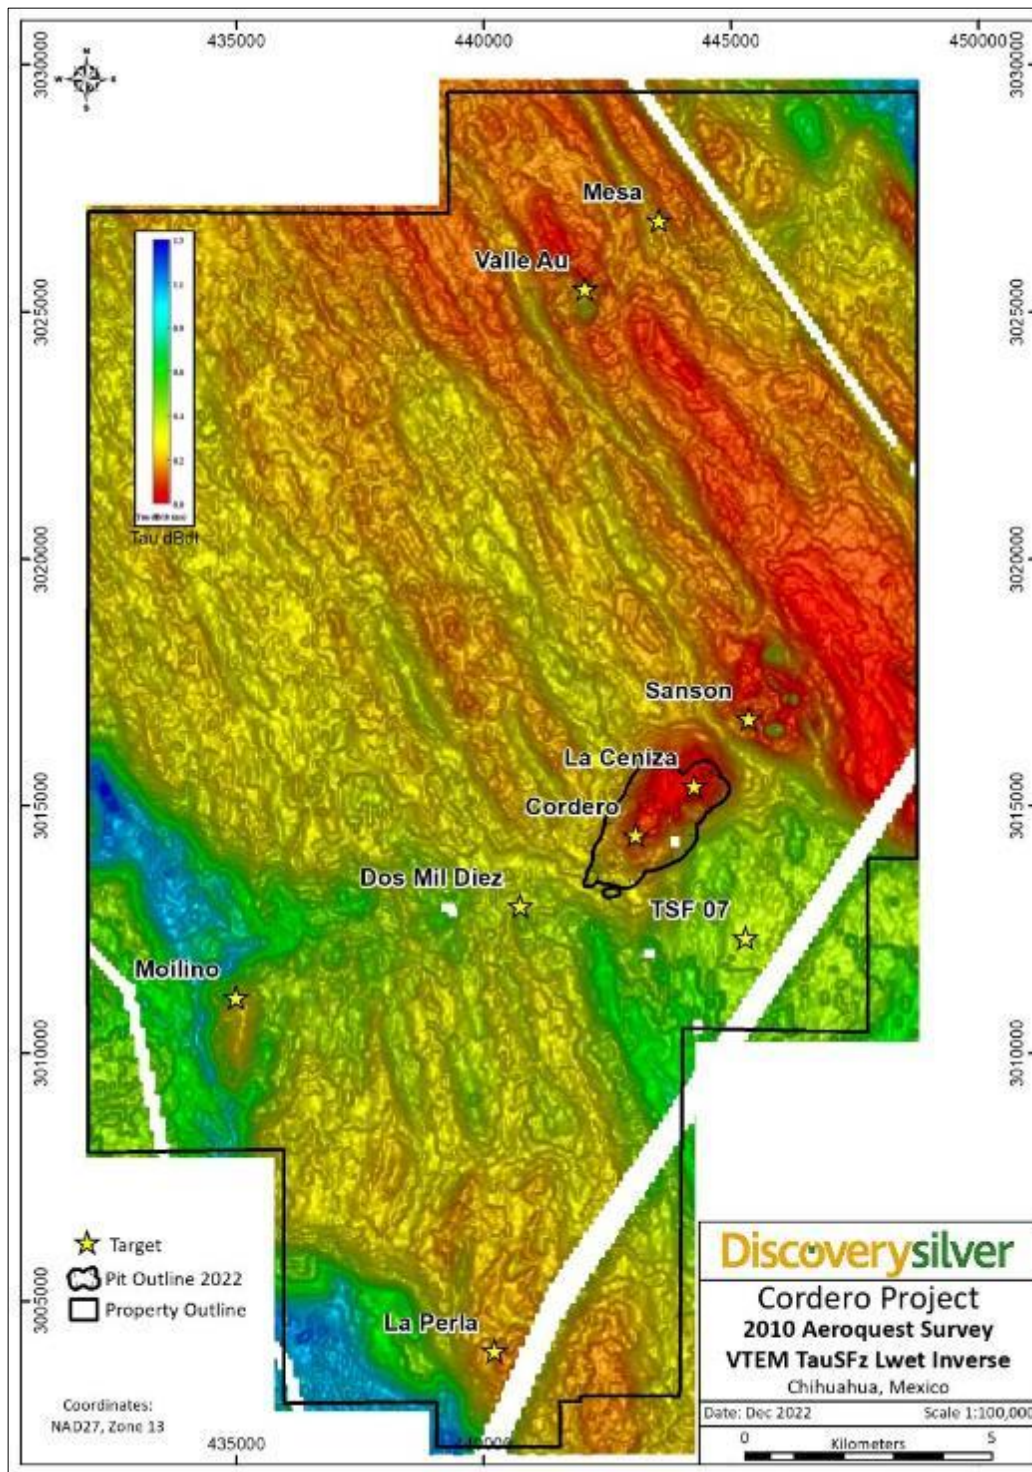 435000 440000 445000 450000
3030000 3030000
N
W E
S
Mesa
Valle Au
3025000 3025000
Tau dBdt
3020000 3020000
Sanson
La Ceniza
3015000 3015000
Cordero
Dos Mil Diez
TSF 07
Moilino
3010000 3010000
Target
Pit Outline 2022
Property Outline
3005000 3005000
La Perla
Coordinates:
NAD27, Zone 13
435000 440000
Discoverysilver
Cordero Project
2010 Aeroquest Survey
VTEM TauSFz Lwet Inverse
Chihuahua, Mexico
Date: Dec 2022 Scale 1:100,000
0 Kilometers 5